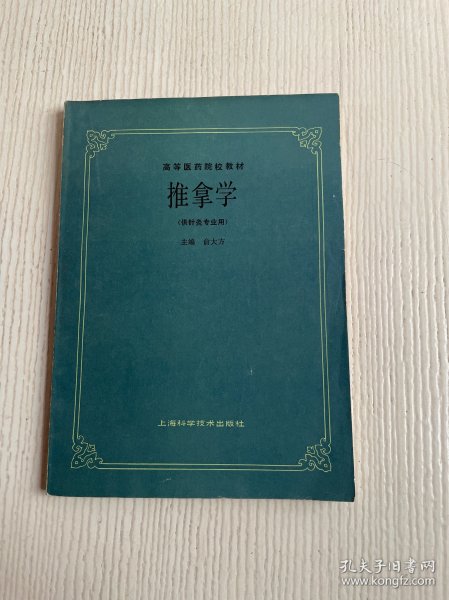 高等医药院校教材
推拿学
(供针灸专业用)
主编 俞大方
上海科学技术出版社
孔夫子旧书网
www.kongfz.com